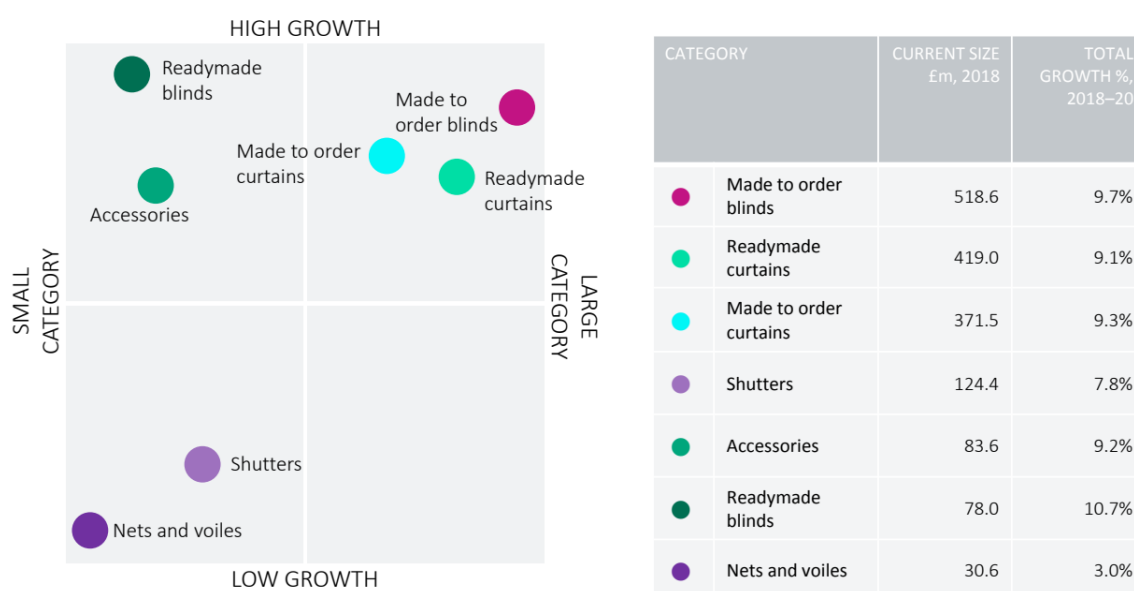 HIGH GROWTH
Readymade
blinds
Made to
order blinds
Made to order
curtains
Readymade
curtains
Accessories
SMALL
CATEGORY
LARGE
CATEGORY
Shutters
Nets and voiles
LOW GROWTH
CATEGORY
CURRENT SIZE
£m, 2018
TOTAL
GROWTH %,
2018–20
Made to order
blinds
518.6
9.7%
Readymade
curtains
419.0
9.1%
Made to order
curtains
371.5
9.3%
Shutters
124.4
7.8%
Accessories
83.6
9.2%
Readymade
blinds
78.0
10.7%
Nets and voiles
30.6
3.0%